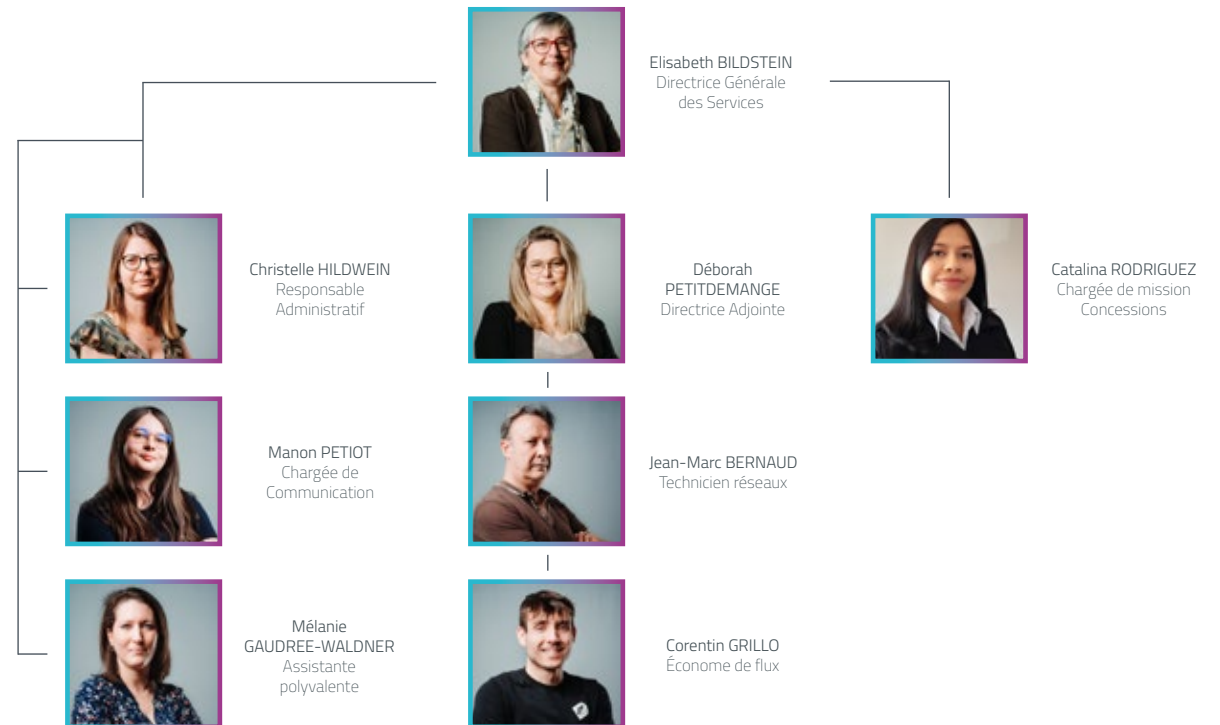 Elisabeth BILDSTEIN
Directrice Générale
des Services
Christelle HILDWEIN
Responsable
Administratif
Déborah
PETITDEMANGE
Directrice Adjointe
Catalina RODRIGUEZ
Chargée de mission
Concessions
Manon PETIOT
Chargée de
Communication
Jean-Marc BERNAUD
Technicien réseaux
Mélanie
GAUDREE-WALDNER
Assistante
polyvalente
Corentin GRILLO
Économe de flux